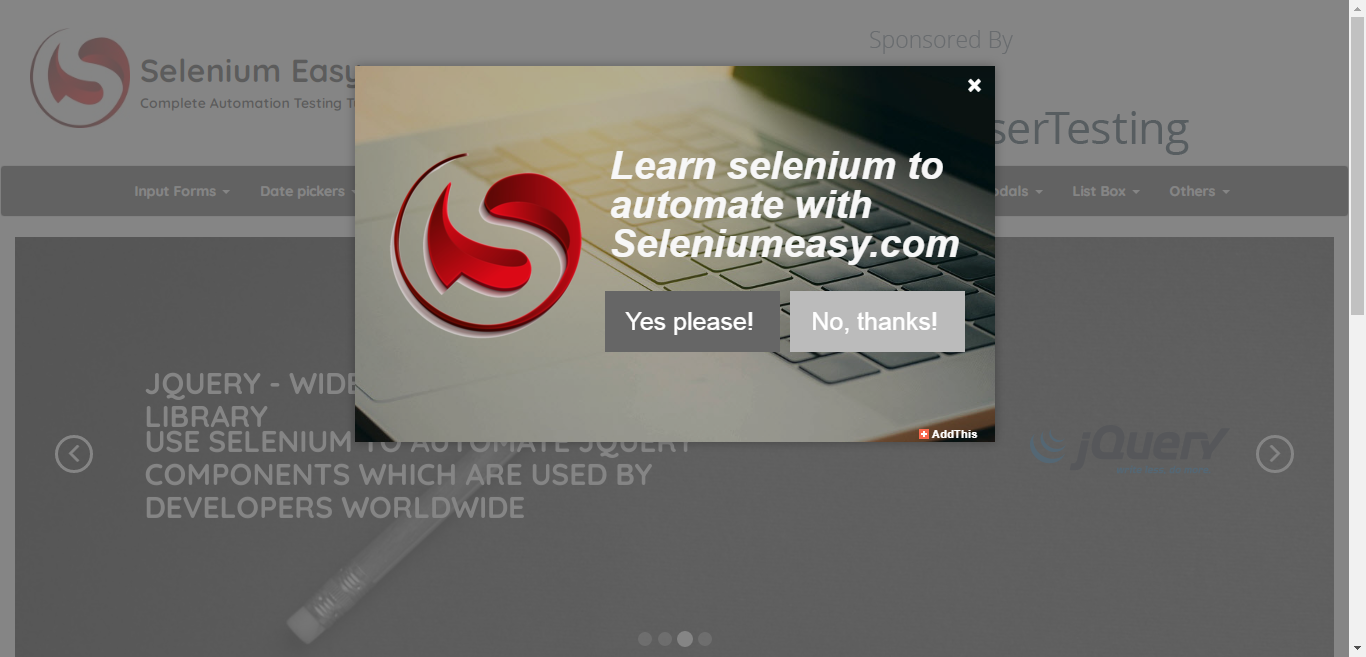 Sponsored By
Selenium Easy
Complete Automation Testing
serTesting
Input Forms
Date pickers
List Box
Others
Learn selenium to
automate with
Seleniumeasy.com
Yes please!
No, thanks!
AddThis
JQUERY - WIDE
LIBRARY
USE SELENIUM TO AUTOMATE JQUERY
COMPONENTS WHICH ARE USED BY
DEVELOPERS WORLDWIDE
jQuery